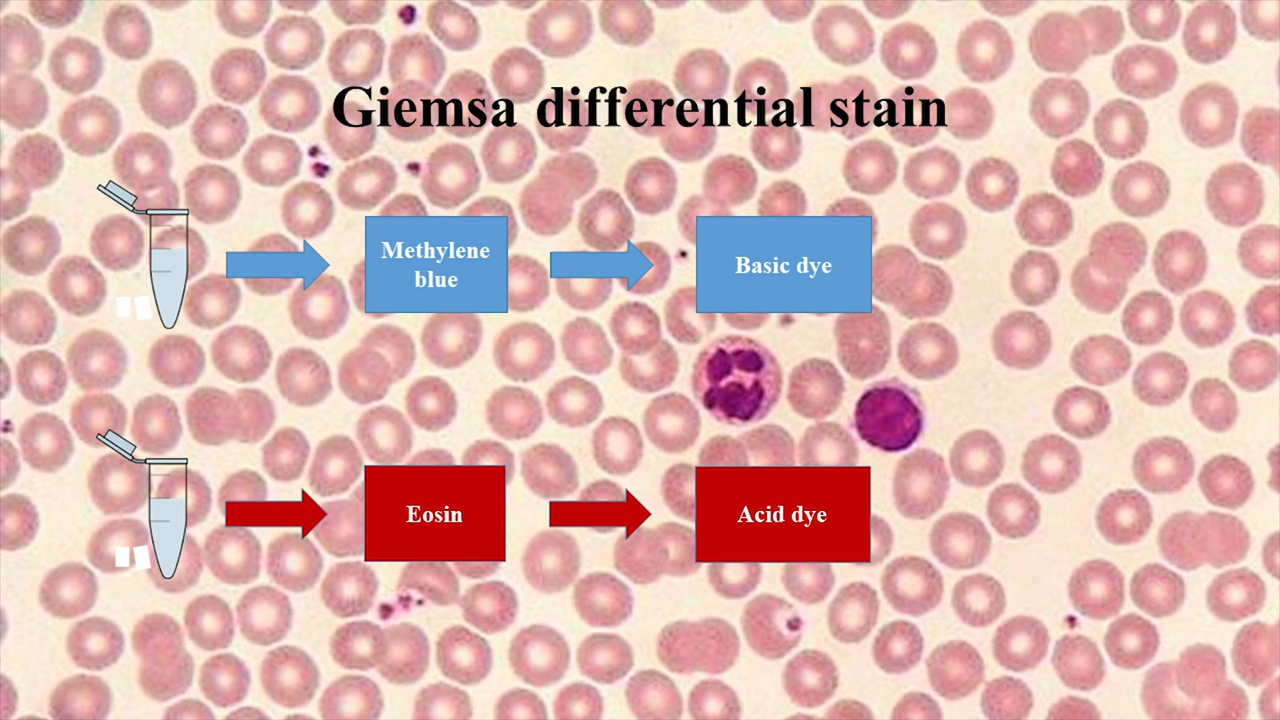 Giemsa differential stain
Methylene
blue
Basic dye
Eosin
Acid dye